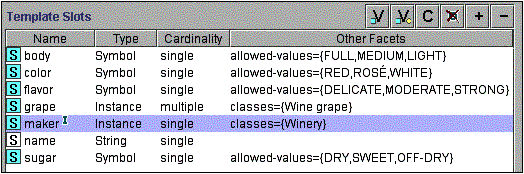 Template Slots V V C X + −
Name Type Cardinality Other Facets
S body Symbol single allowed-values={FULL,MEDIUM,LIGHT}
S color Symbol single allowed-values={RED,ROSÉ,WHITE}
S flavor Symbol single allowed-values={DELICATE,MODERATE,STRONG}
S grape Instance multiple classes={Wine grape}
S maker I Instance single classes={Winery}
S name String single
S sugar Symbol single allowed-values={DRY,SWEET,OFF-DRY}